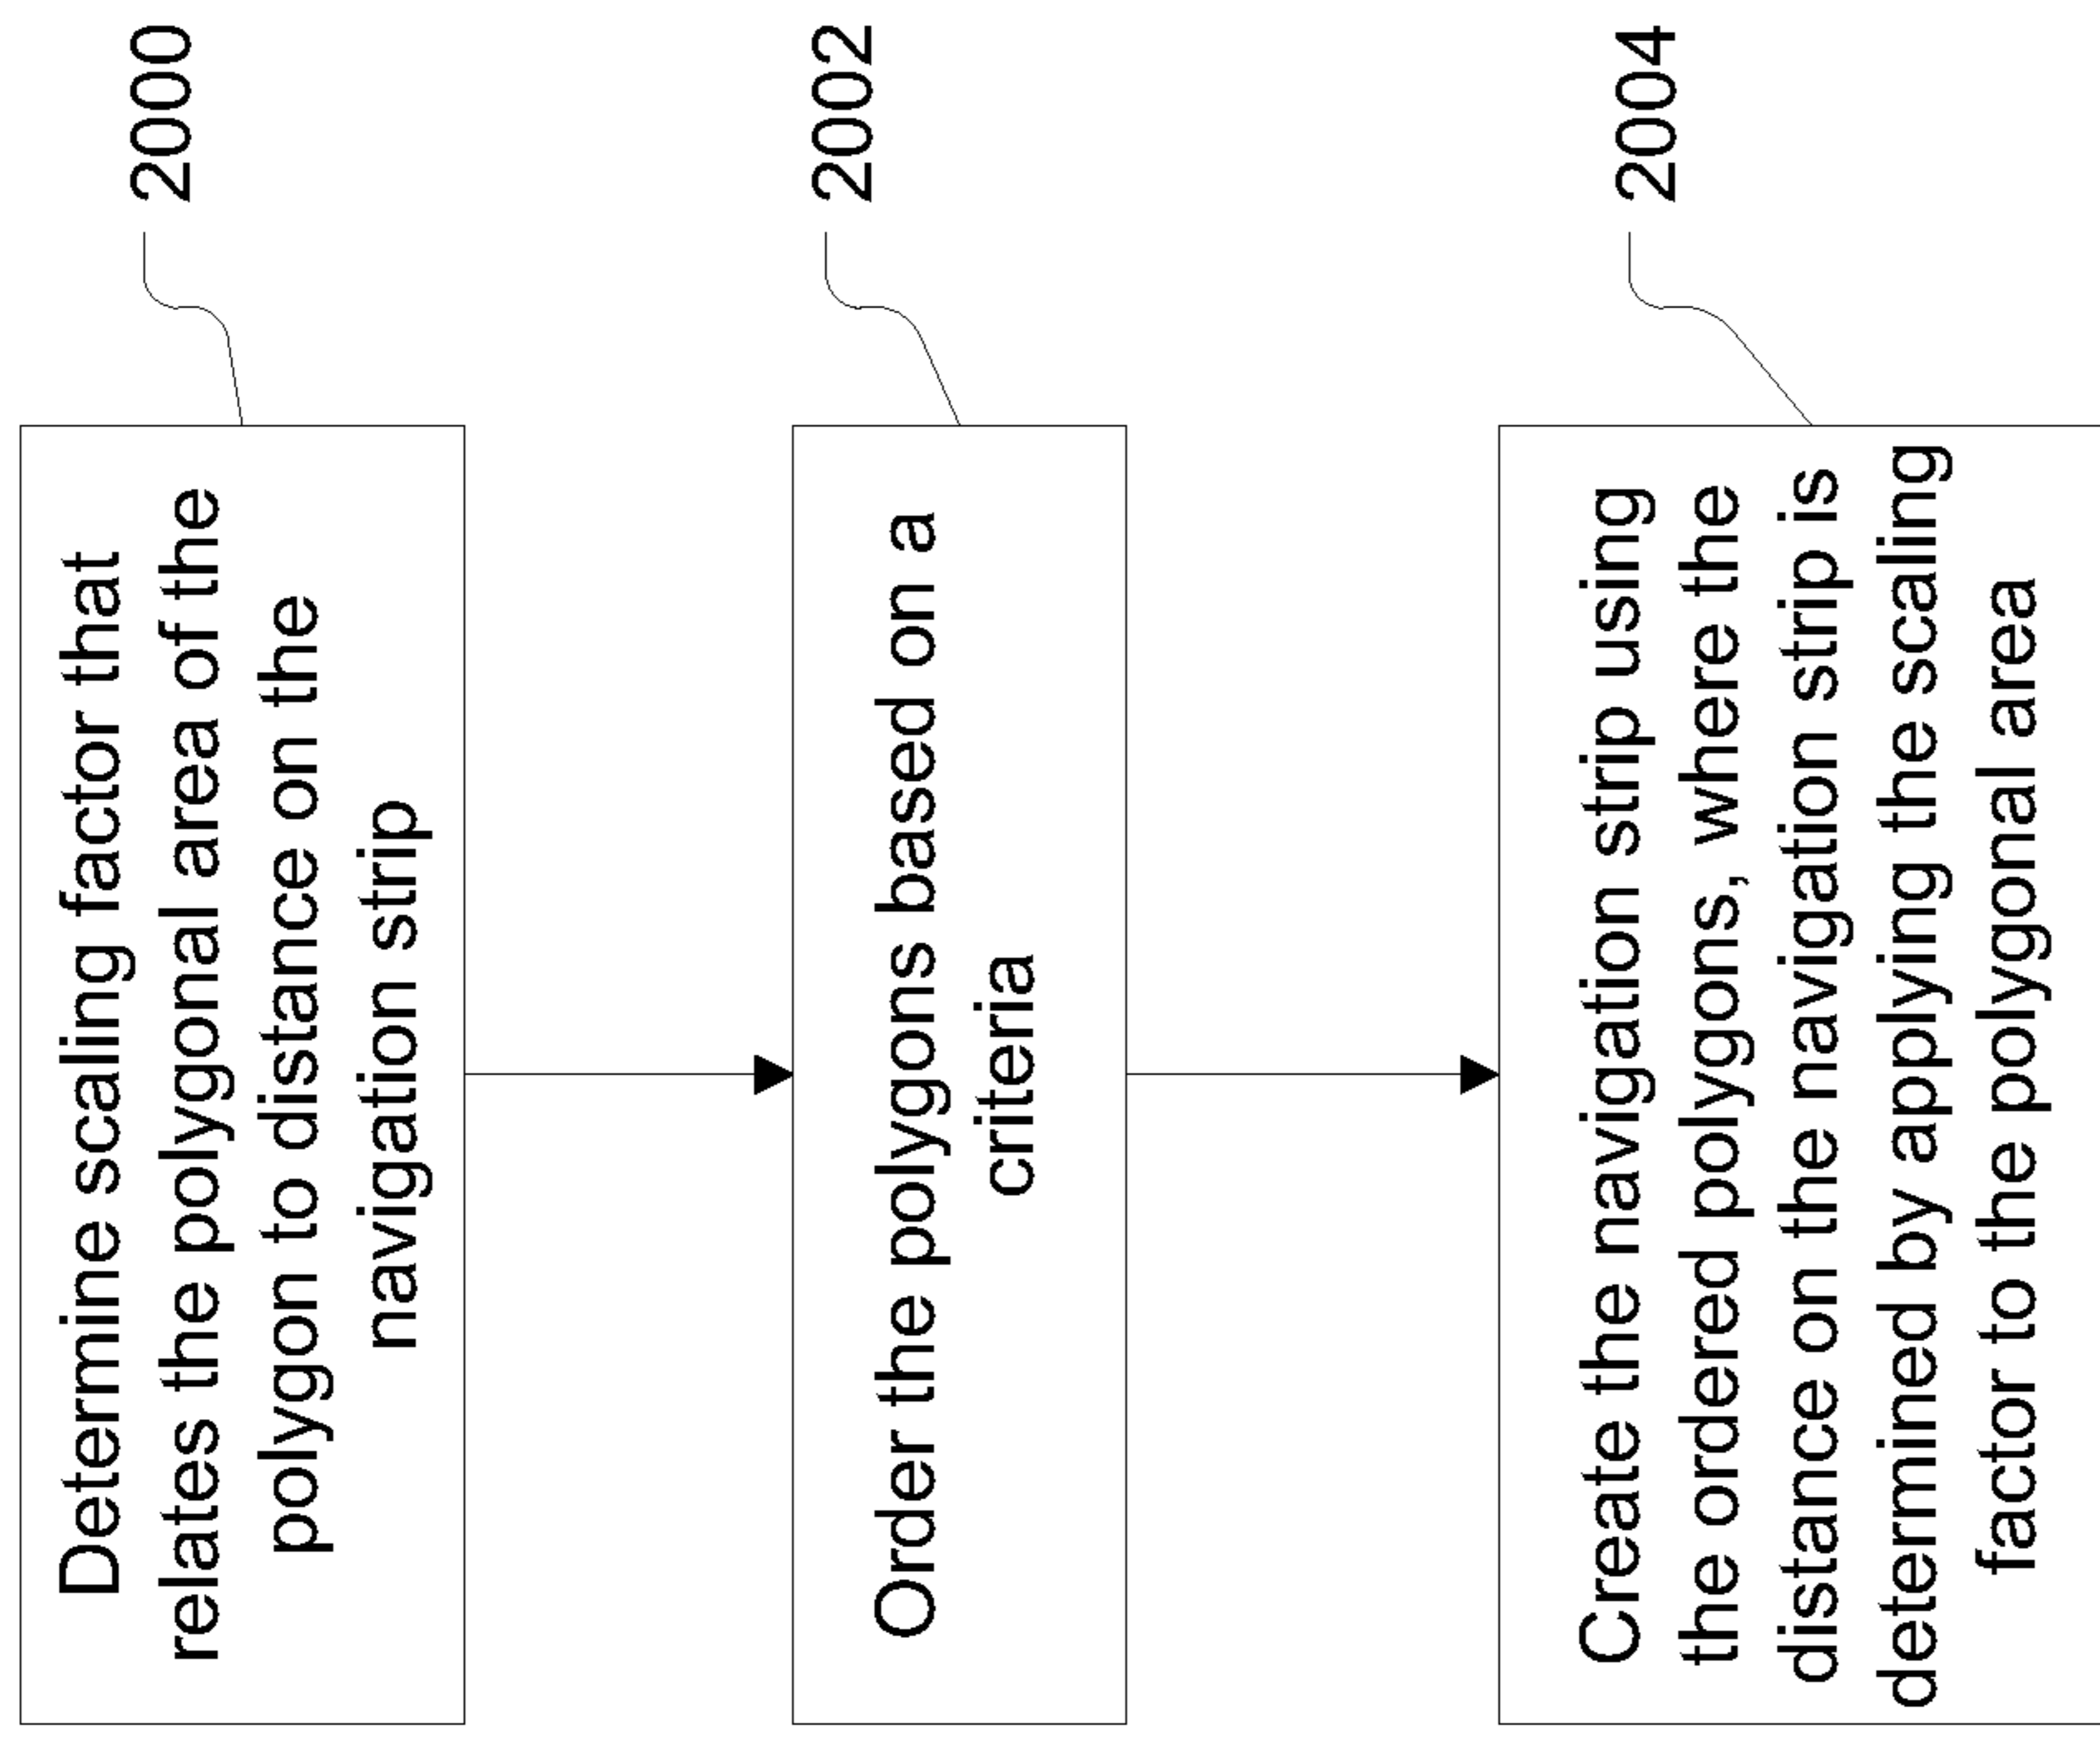 Determine scaling factor that
relates the polygonal area of the
polygon to distance on the
navigation strip
2000
Order the polygons based on a
criteria
2002
Create the navigation strip using
the ordered polygons, where the
distance on the navigation strip is
determined by applying the scaling
factor to the polygonal area
2004